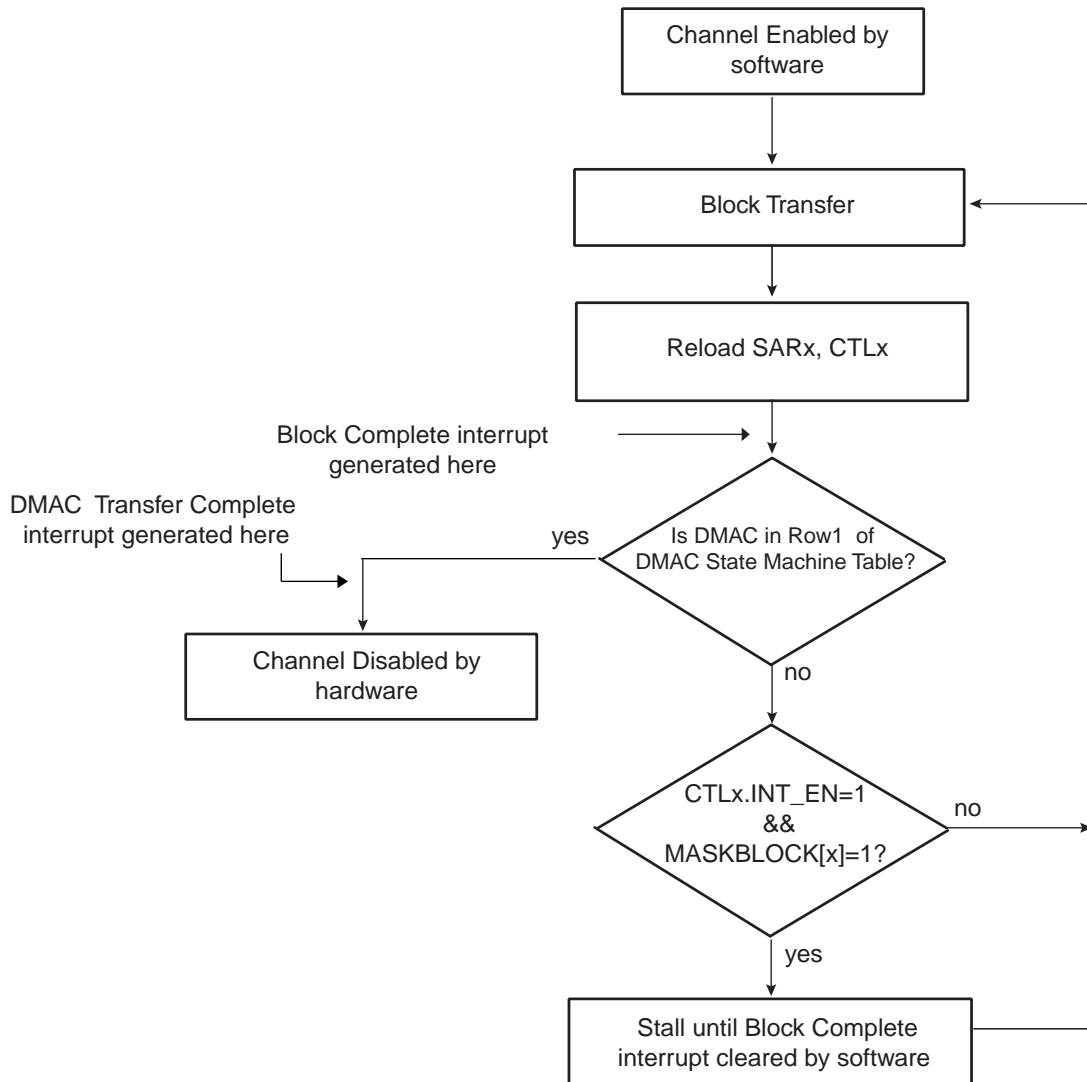 Channel Enabled by
software
Block Transfer
Reload SARx, CTLx
Block Complete interrupt
generated here
DMAC Transfer Complete
interrupt generated here
yes
Is DMAC in Row1 of
DMAC State Machine Table?
Channel Disabled by
hardware
no
CTLx.INT_EN=1
&&
MASKBLOCK[x]=1?
no
yes
Stall until Block Complete
interrupt cleared by software